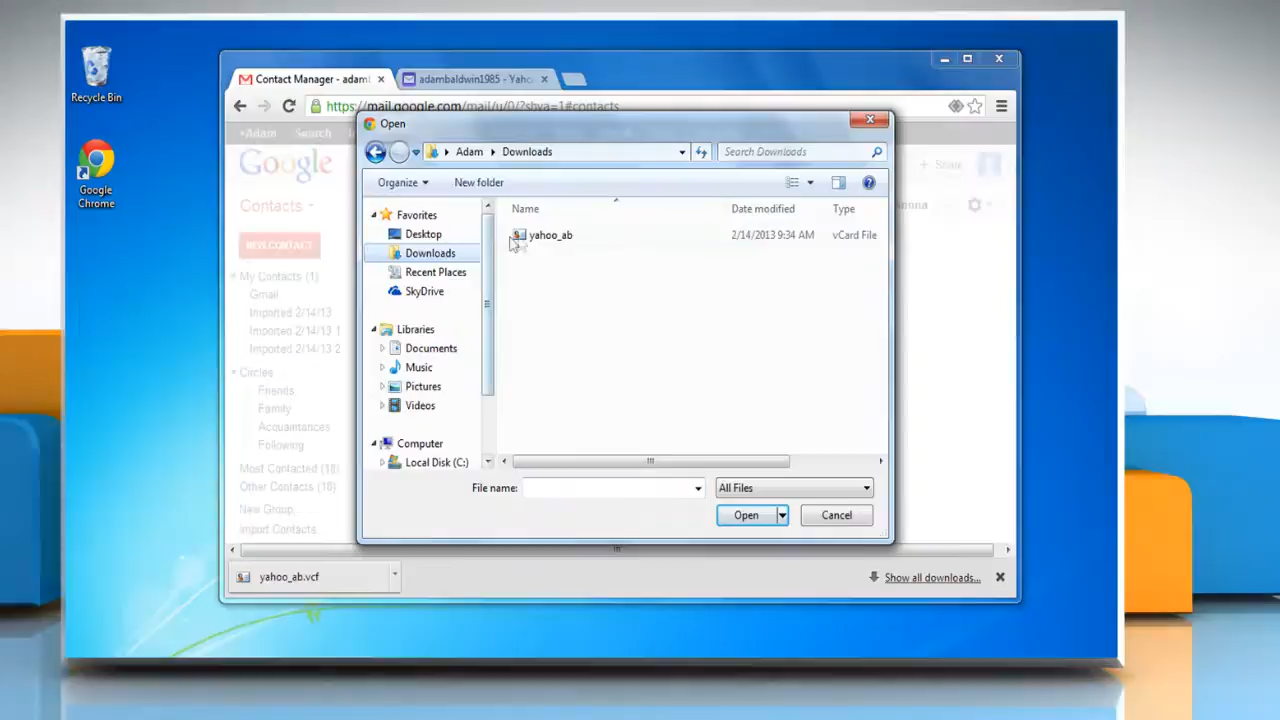 Recycle Bin
Google Chrome
Contact Manager - adam
adambaldwin1985 - Yaho
https://mail.google.com/mail/u/0/?shva=1#contacts
+Adam Search
Share
Google
Contacts
NEW CONTACT
My Contacts (1)
Gmail
Imported 2/14/13
Imported 2/14/13 1
Imported 2/14/13 2
Circles
Friends
Family
Acquaintances
Following
Most Contacted (18)
Other Contacts (18)
New Group...
Import Contacts
Open
Adam
Downloads
Search Downloads
Organize
New folder
Favorites
Desktop
Downloads
Recent Places
SkyDrive
Libraries
Documents
Music
Pictures
Videos
Computer
Local Disk (C:)
Name Date modified Type
yahoo_ab 2/14/2013 9:34 AM vCard File
File name:
All Files
Open
Cancel
yahoo_ab.vcf
Show all downloads...